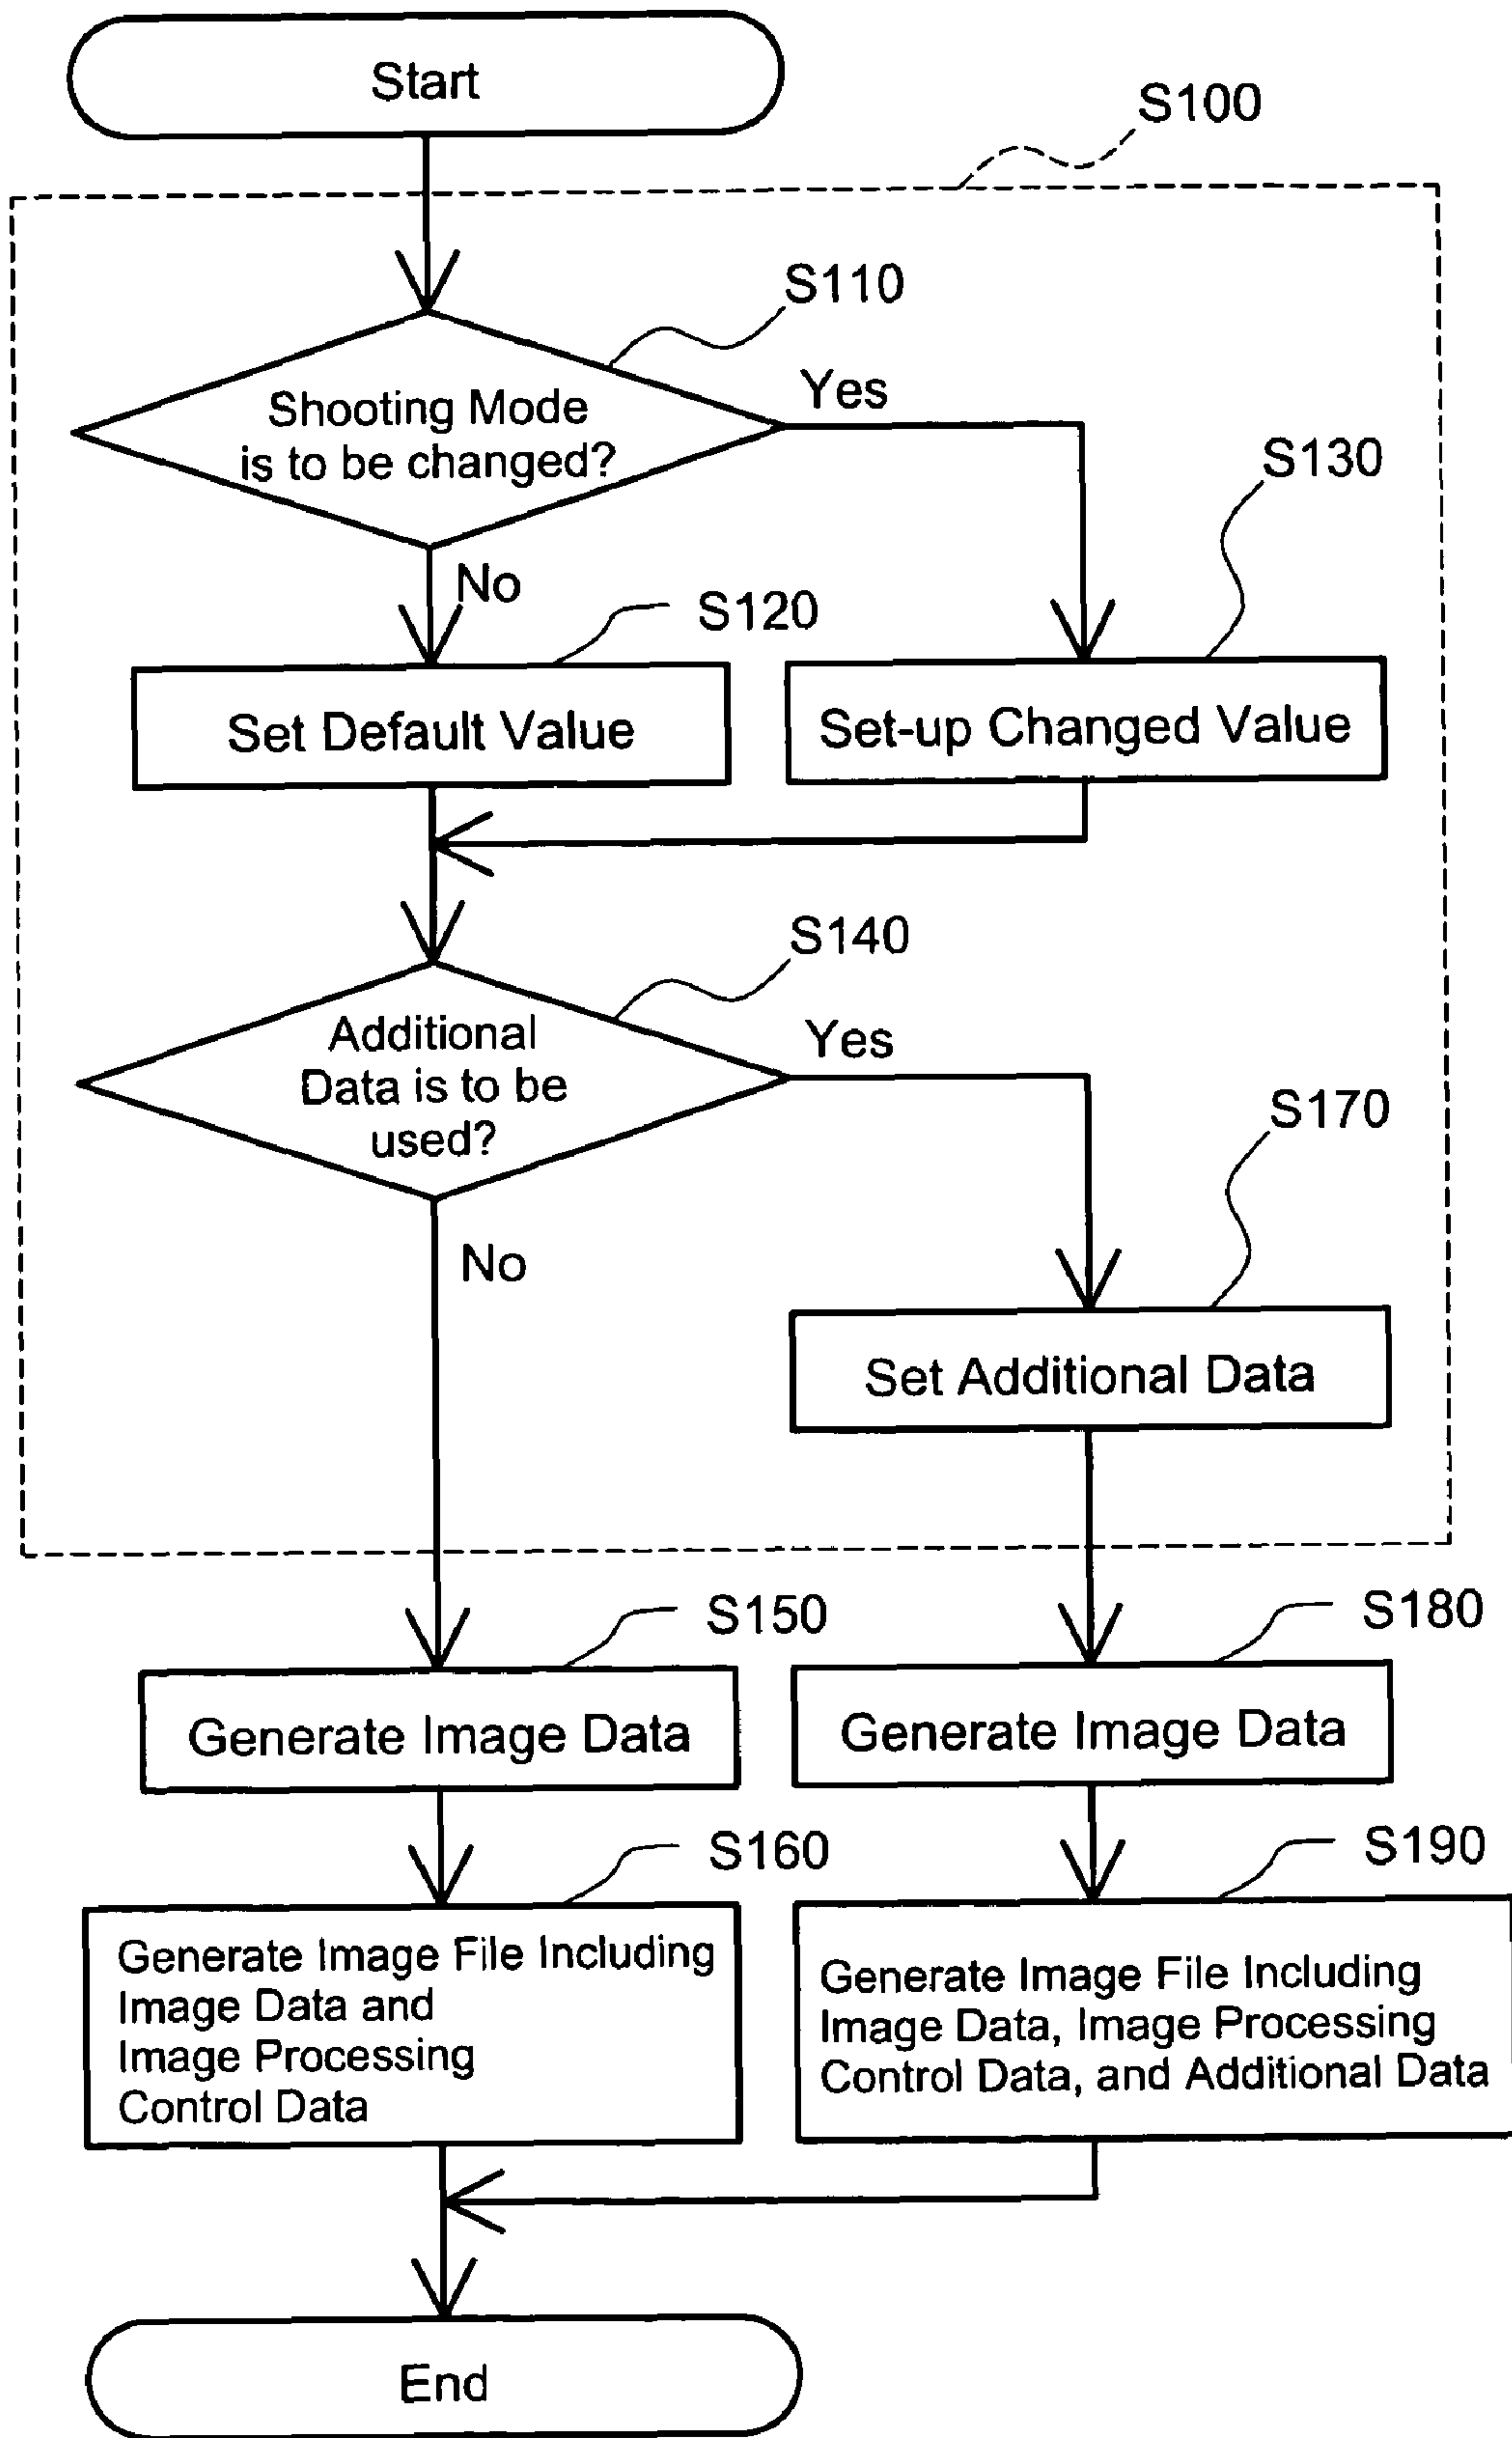 Start
S100
S110
Shooting Mode
is to be changed?
Yes
S130
No
S120
Set Default Value
Set-up Changed Value
S140
Additional
Data is to be
used?
Yes
S170
No
Set Additional Data
S150
S180
Generate Image Data
Generate Image Data
S160
S190
Generate Image File Including
Image Data and
Image Processing
Control Data
Generate Image File Including
Image Data, Image Processing
Control Data, and Additional Data
End